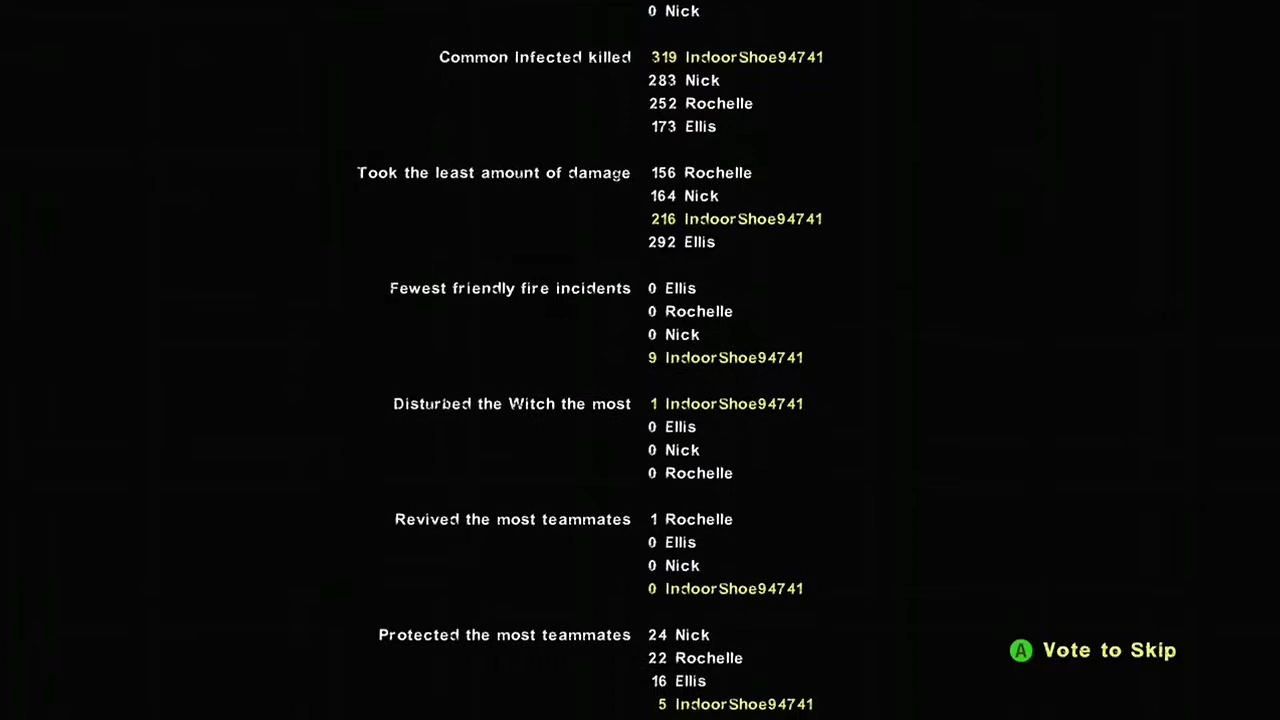 0 Nick
Common Infected killed 319 IndoorShoe94741
283 Nick
252 Rochelle
173 Ellis
Took the least amount of damage 156 Rochelle
164 Nick
216 IndoorShoe94741
292 Ellis
Fewest friendly fire incidents 0 Ellis
0 Rochelle
0 Nick
9 IndoorShoe94741
Disturbed the Witch the most 1 IndoorShoe94741
0 Ellis
0 Nick
0 Rochelle
Revived the most teammates 1 Rochelle
0 Ellis
0 Nick
0 IndoorShoe94741
Protected the most teammates 24 Nick
22 Rochelle
16 Ellis
5 IndoorShoe94741
A Vote to Skip